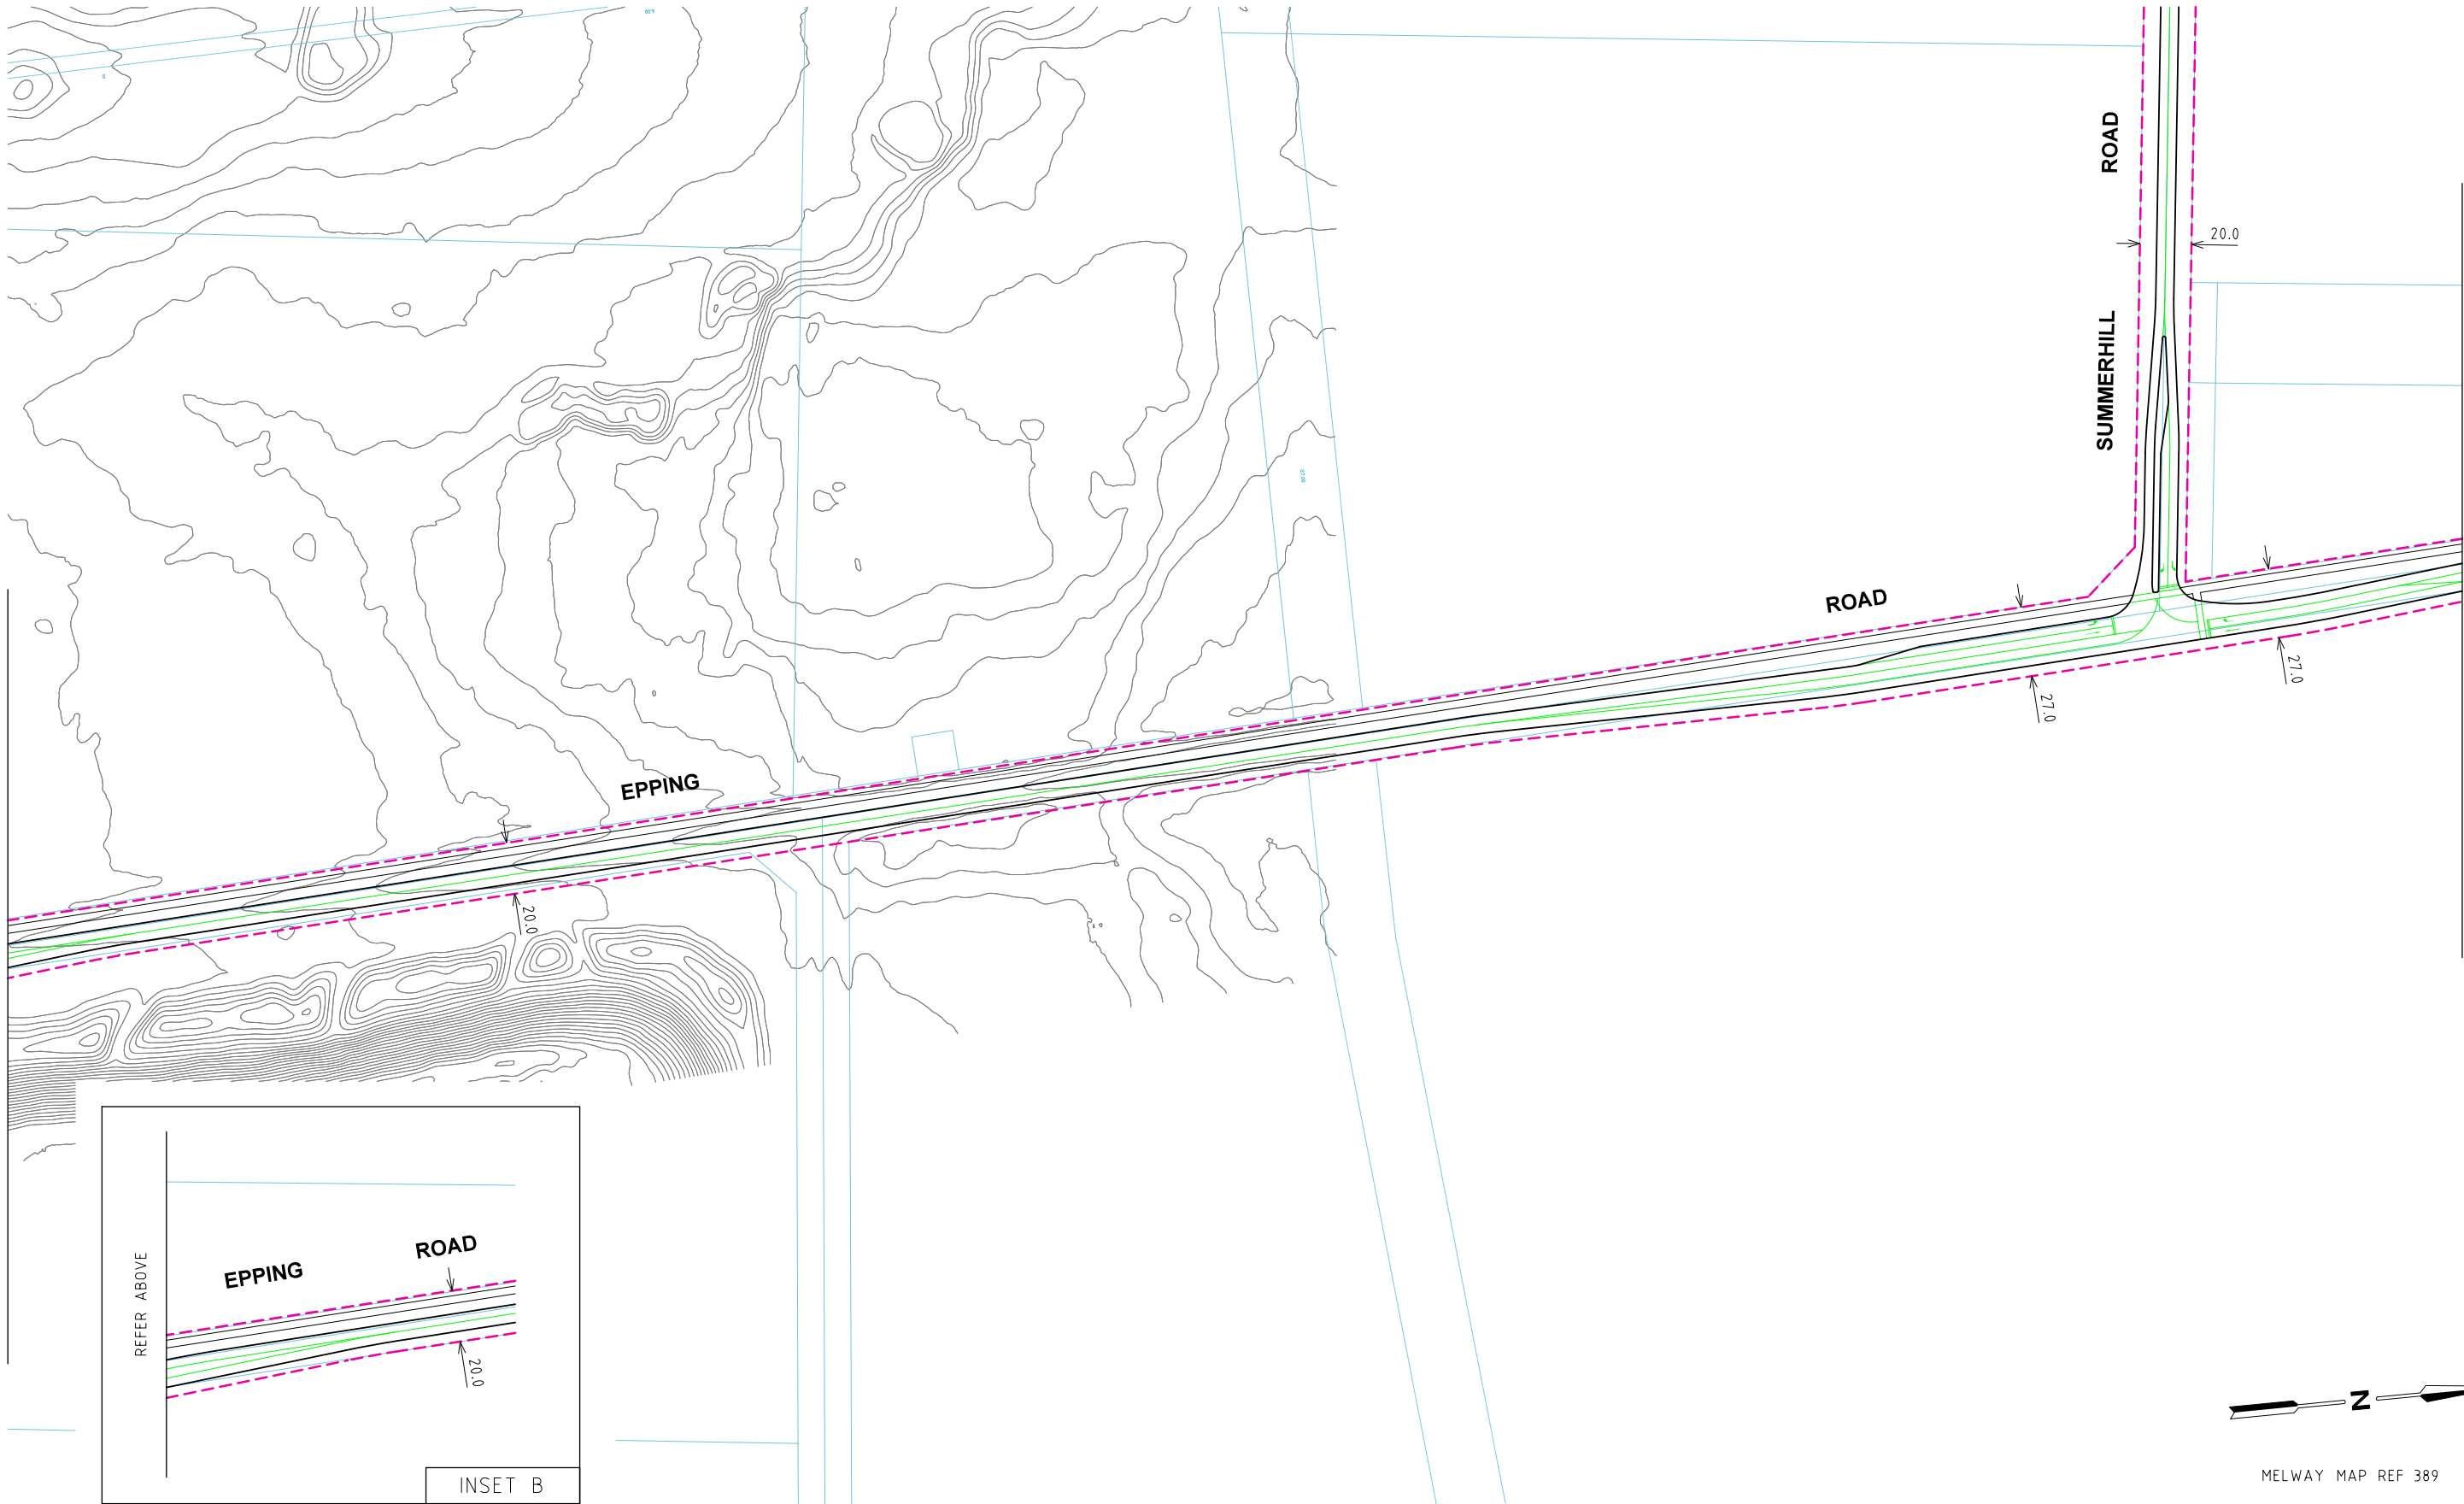 ROAD
SUMMERHILL
20.0
ROAD
27.0
27.0
EPPING
20.0
REFER ABOVE
EPPING
ROAD
20.0
INSET B
N
MELWAY MAP REF 389